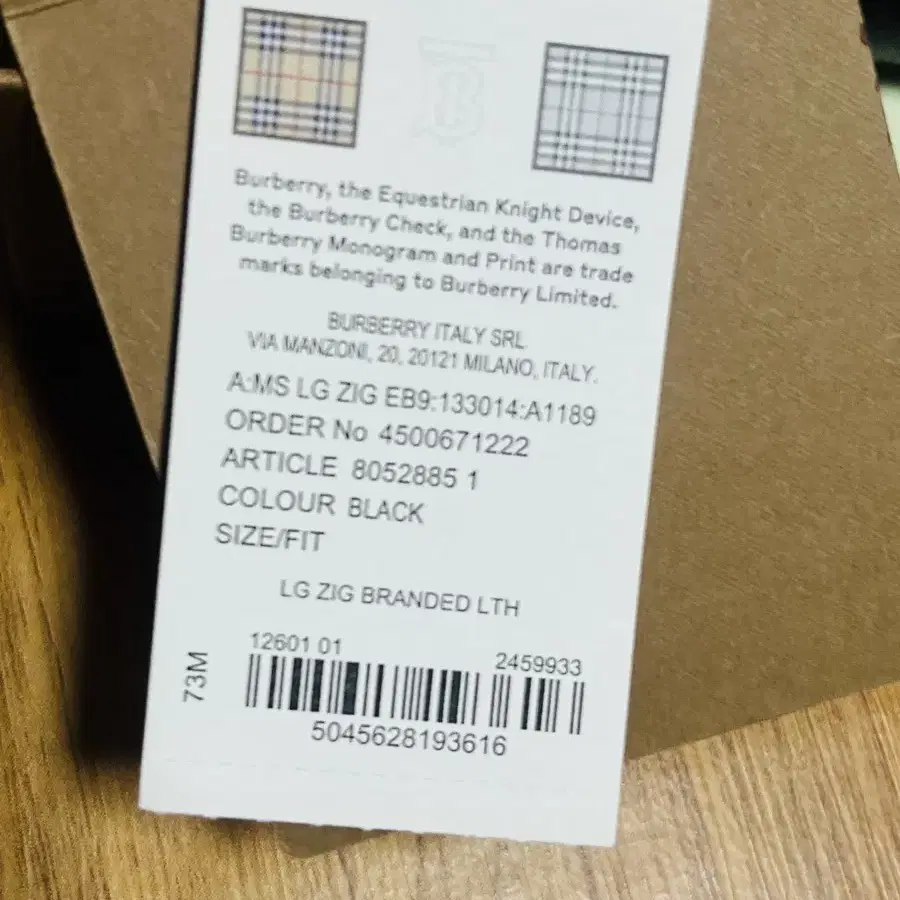 Burberry, the Equestrian Knight Device,
the Burberry Check, and the Thomas
Burberry Monogram and Print are trade
marks belonging to Burberry Limited.
BURBERRY ITALY SRL
VIA MANZONI, 20, 20121 MILANO, ITALY.
A:MS LG ZIG EB9:133014:A1189
ORDER No 4500671222
ARTICLE 8052885 1
COLOUR BLACK
SIZE/FIT
LG ZIG BRANDED LTH
12601 01
2459933
73M
5045628193616